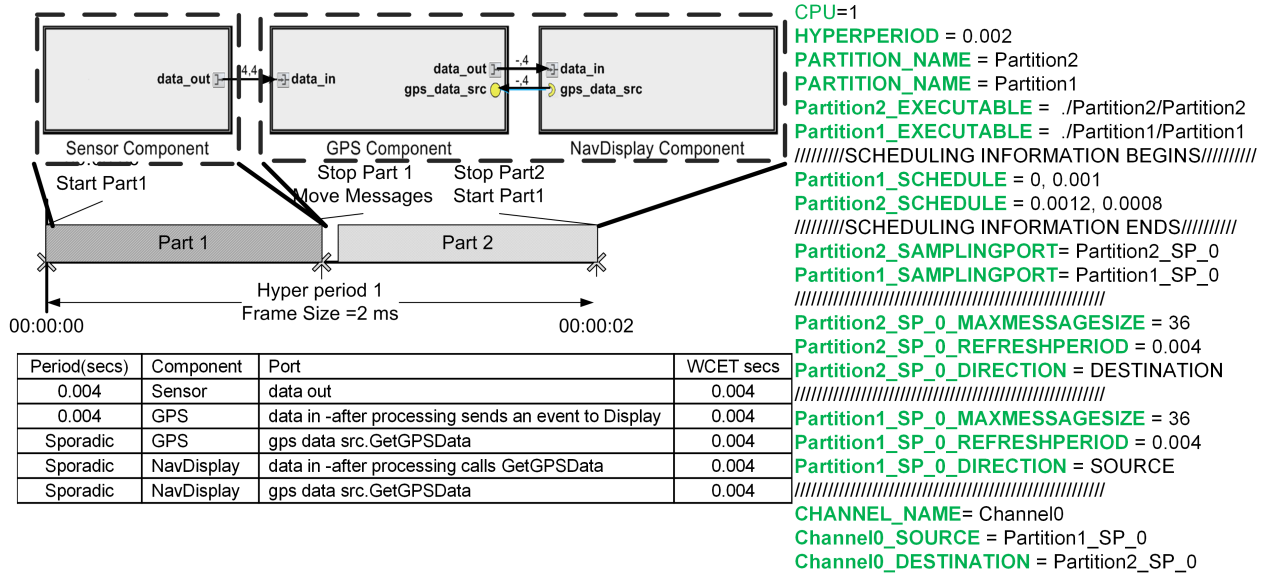 data_out
4,4
data_in
data_out
-,4
data_in
gps_data_src
-,4
gps_data_src
Sensor Component
GPS Component
NavDisplay Component
Start Part1
Stop Part 1
Move Messages
Stop Part2
Start Part1
Part 1
Part 2
Hyper period 1
Frame Size =2 ms
00:00:00
00:00:02
Period(secs) Component Port WCET secs
0.004 Sensor data out 0.004
0.004 GPS data in -after processing sends an event to Display 0.004
Sporadic GPS gps data src.GetGPSData 0.004
Sporadic NavDisplay data in -after processing calls GetGPSData 0.004
Sporadic NavDisplay gps data src.GetGPSData 0.004
CPU=1
HYPERPERIOD = 0.002
PARTITION_NAME = Partition2
PARTITION_NAME = Partition1
Partition2_EXECUTABLE = ./Partition2/Partition2
Partition1_EXECUTABLE = ./Partition1/Partition1
/////////SCHEDULING INFORMATION BEGINS//////////
Partition1_SCHEDULE = 0, 0.001
Partition2_SCHEDULE = 0.0012, 0.0008
/////////SCHEDULING INFORMATION ENDS//////////
Partition2_SAMPLINGPORT= Partition2_SP_0
Partition1_SAMPLINGPORT= Partition1_SP_0
/////////////////////////////////////////////////////////
Partition2_SP_0_MAXMESSAGESIZE = 36
Partition2_SP_0_REFRESHPERIOD = 0.004
Partition2_SP_0_DIRECTION = DESTINATION
/////////////////////////////////////////////////////////
Partition1_SP_0_MAXMESSAGESIZE = 36
Partition1_SP_0_REFRESHPERIOD = 0.004
Partition1_SP_0_DIRECTION = SOURCE
/////////////////////////////////////////////////////////
CHANNEL_NAME= Channel0
Channel0_SOURCE = Partition1_SP_0
Channel0_DESTINATION = Partition2_SP_0